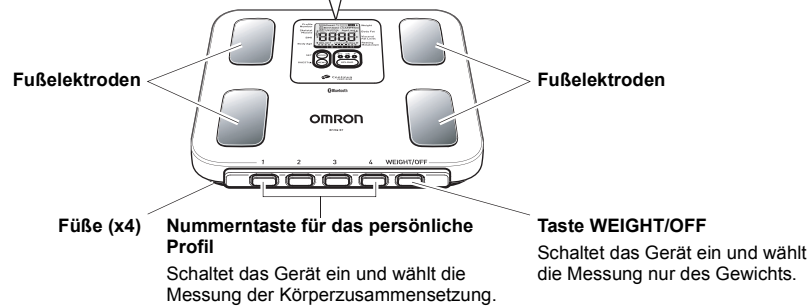 Weight
Bluetooth
Fußelektroden
Fußelektroden
OMRON
1 2 3 4 WEIGHT/OFF
Füße (x4)
Nummerntaste für das persönliche
Profil
Schaltet das Gerät ein und wählt die
Messung der Körperzusammensetzung.
Taste WEIGHT/OFF
Schaltet das Gerät ein und wählt
die Messung nur des Gewichts.